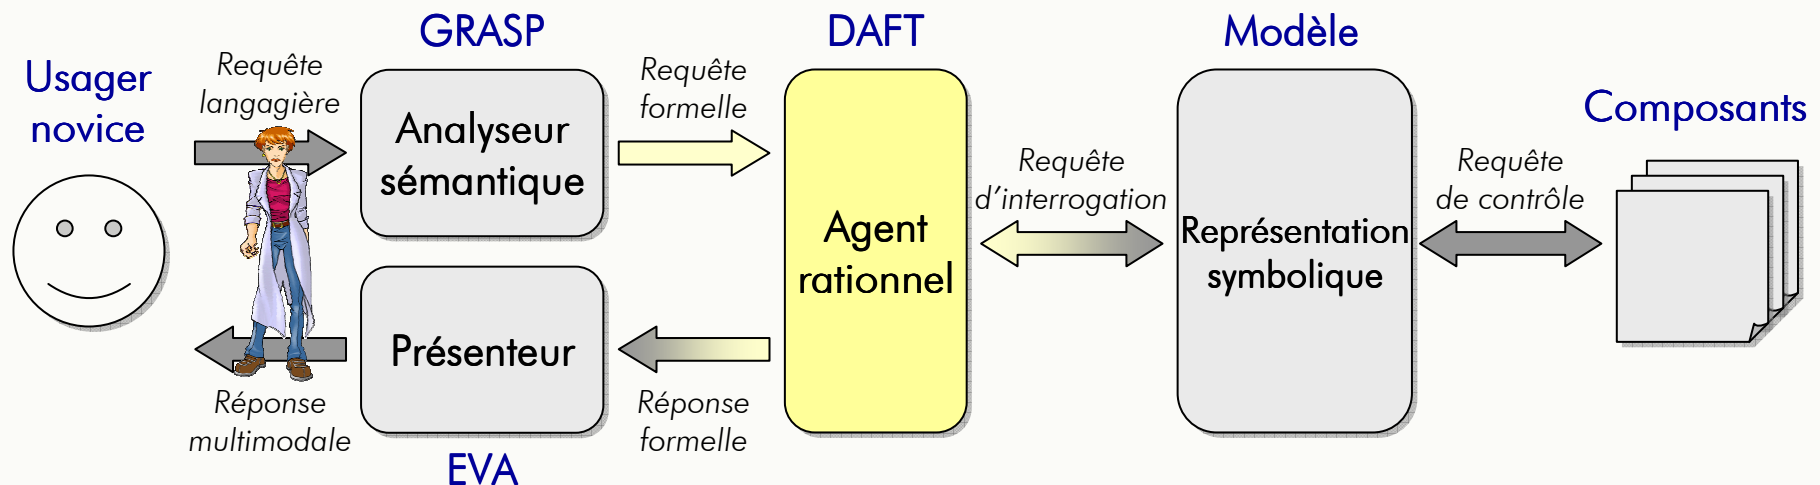 Usager
novice
Requête
langagière
GRASP
Analyseur
sémantique
Requête
formelle
DAFT
Agent
rationnel
Requête
d'interrogation
Modèle
Représentation
symbolique
Requête
de contrôle
Composants
Réponse
multimodale
Présenteur
EVA
Réponse
formelle